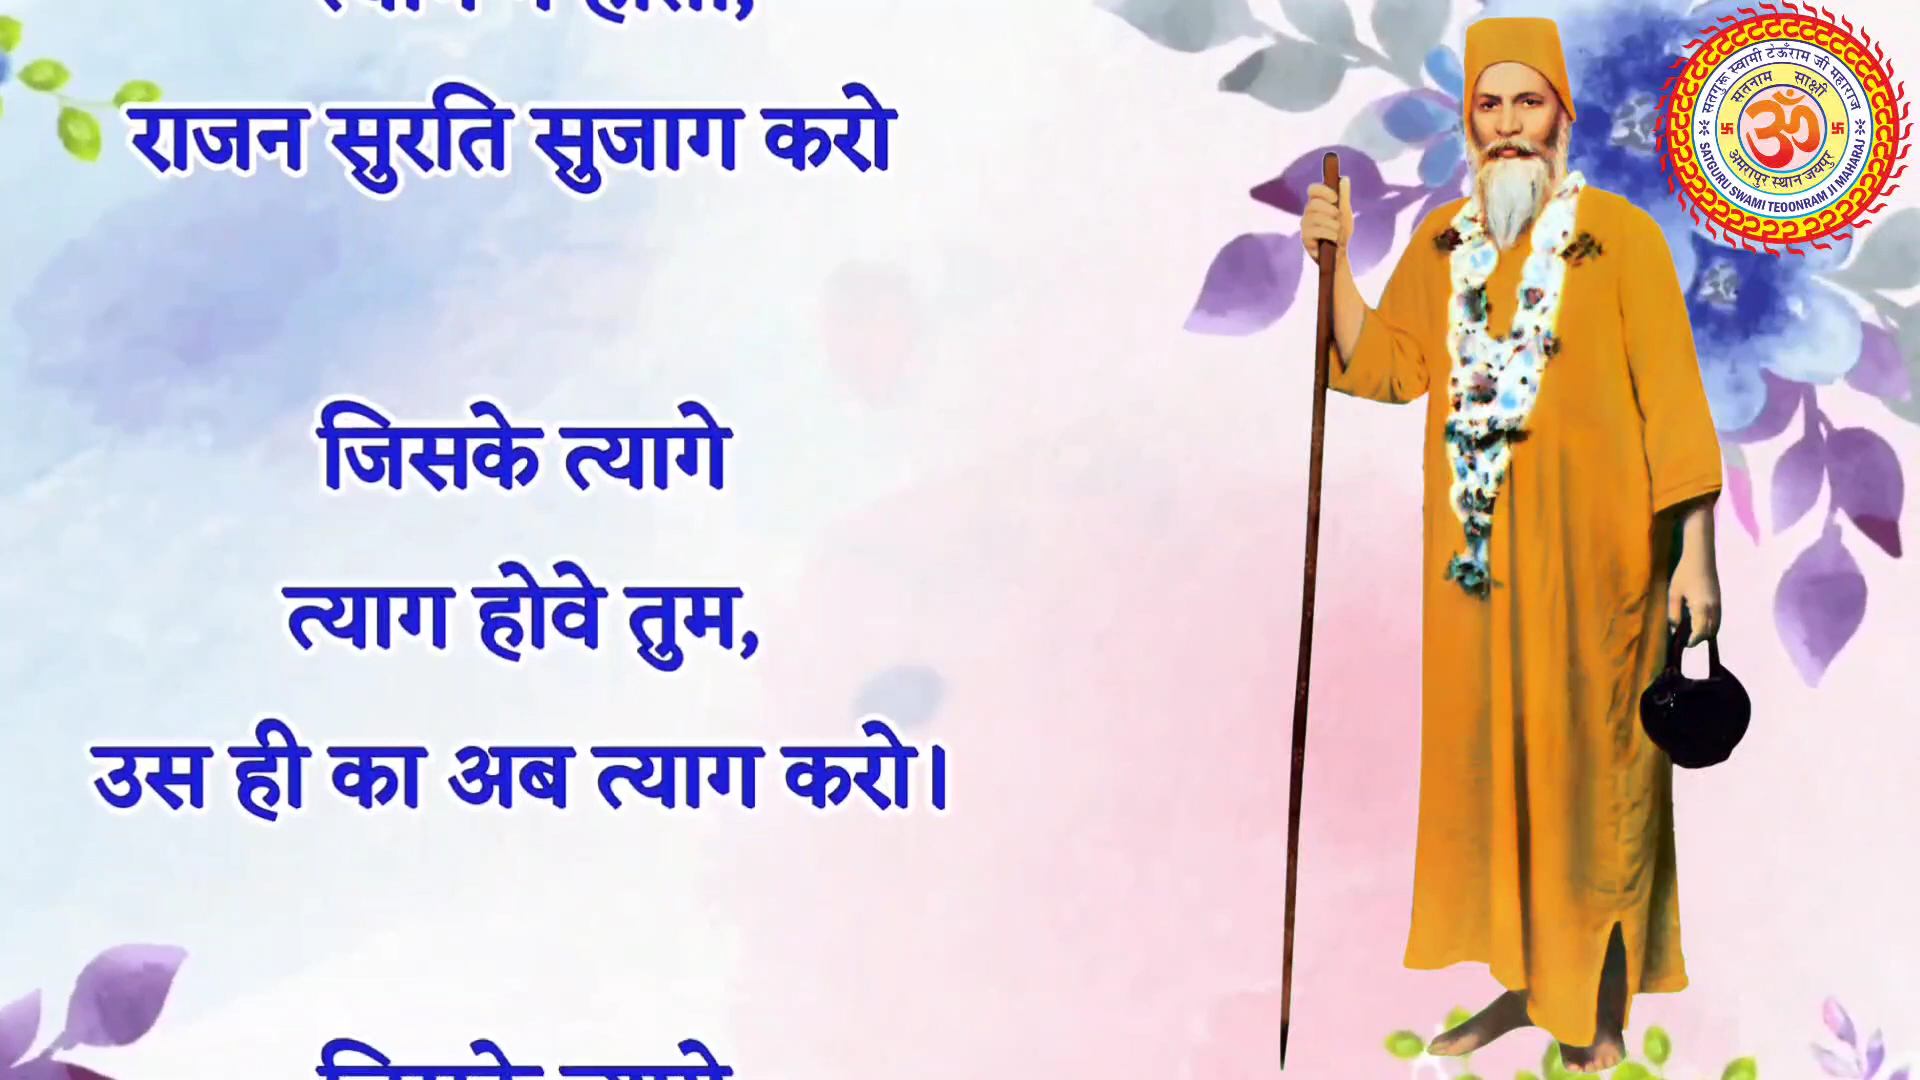 राजन सुरति सुजाग करो
जिसके त्यागे
त्याग होवे तुम,
उस ही का अब त्याग करो।
सतगुरू स्वामी टेऊँराम जी महाराज
सतनाम साक्षी
ॐ
अमरापुर स्थान जयपुर
SATGURU SWAMI TEOONRAM JI MAHARAJ